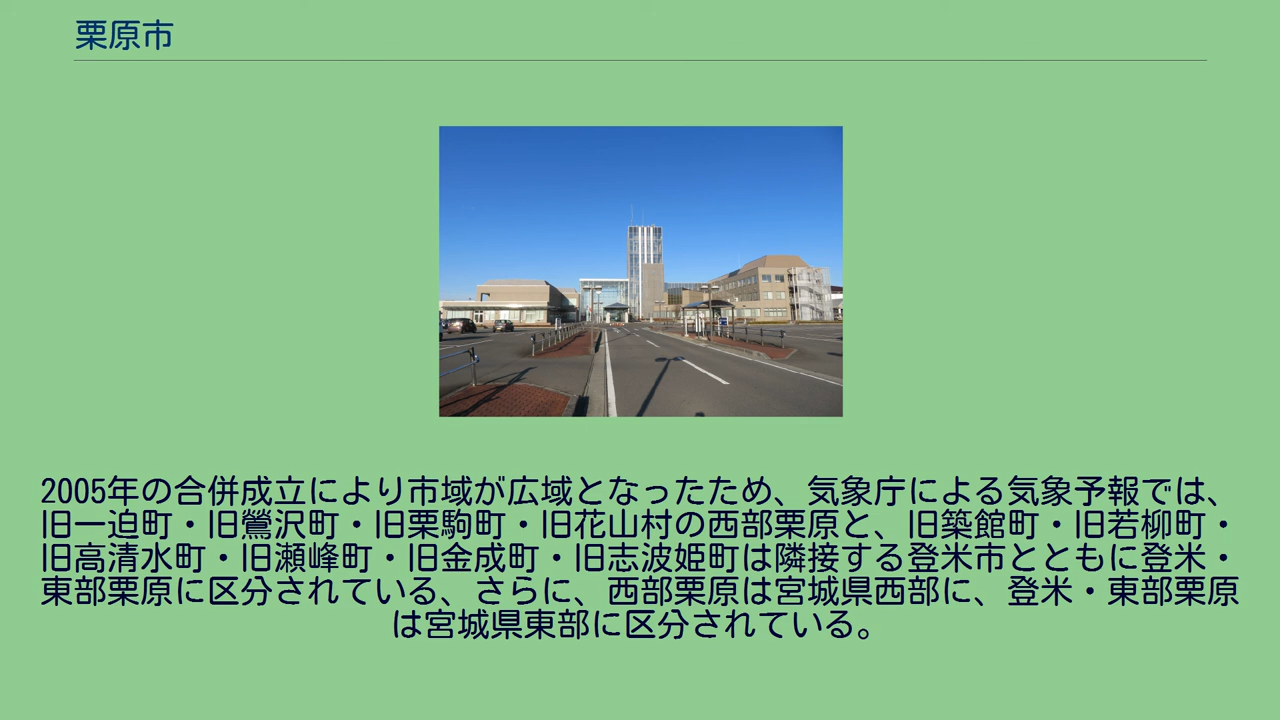 栗原市
2005年の合併成立により市域が広域となったため、気象庁による気象予報では、
旧一迫町・旧鶯沢町・旧栗駒町・旧花山村の西部栗原と、旧築館町・旧若柳町・
旧高清水町・旧瀬峰町・旧金成町・旧志波姫町は隣接する登米市とともに登米・
東部栗原に区分されている、さらに、西部栗原は宮城県西部に、登米・東部栗原
は宮城県東部に区分されている。